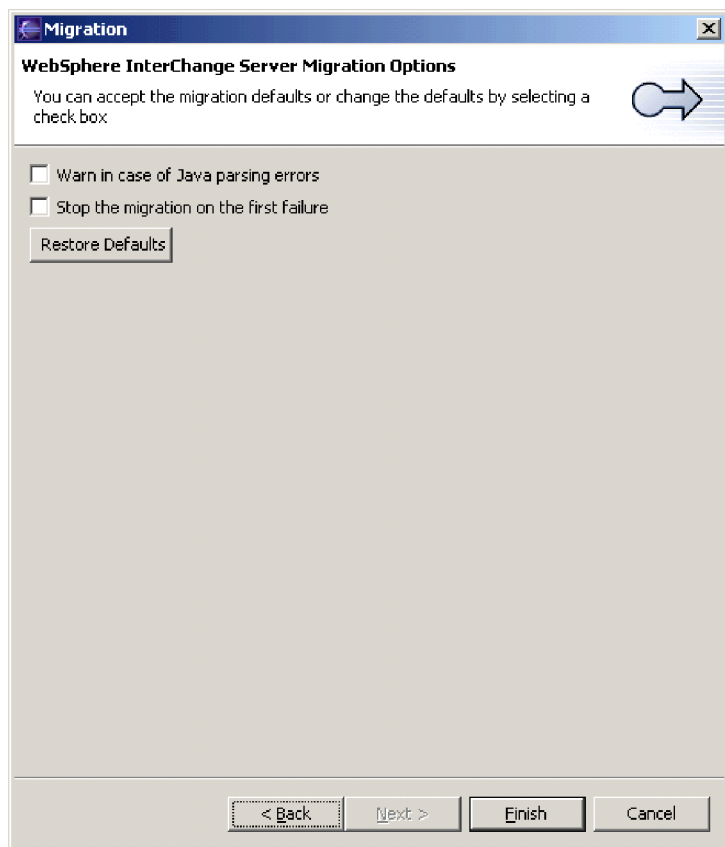 Migration
WebSphere InterChange Server Migration Options
You can accept the migration defaults or change the defaults by selecting a
check box
Warn in case of Java parsing errors
Stop the migration on the first failure
Restore Defaults
< Back
Next >
Finish
Cancel